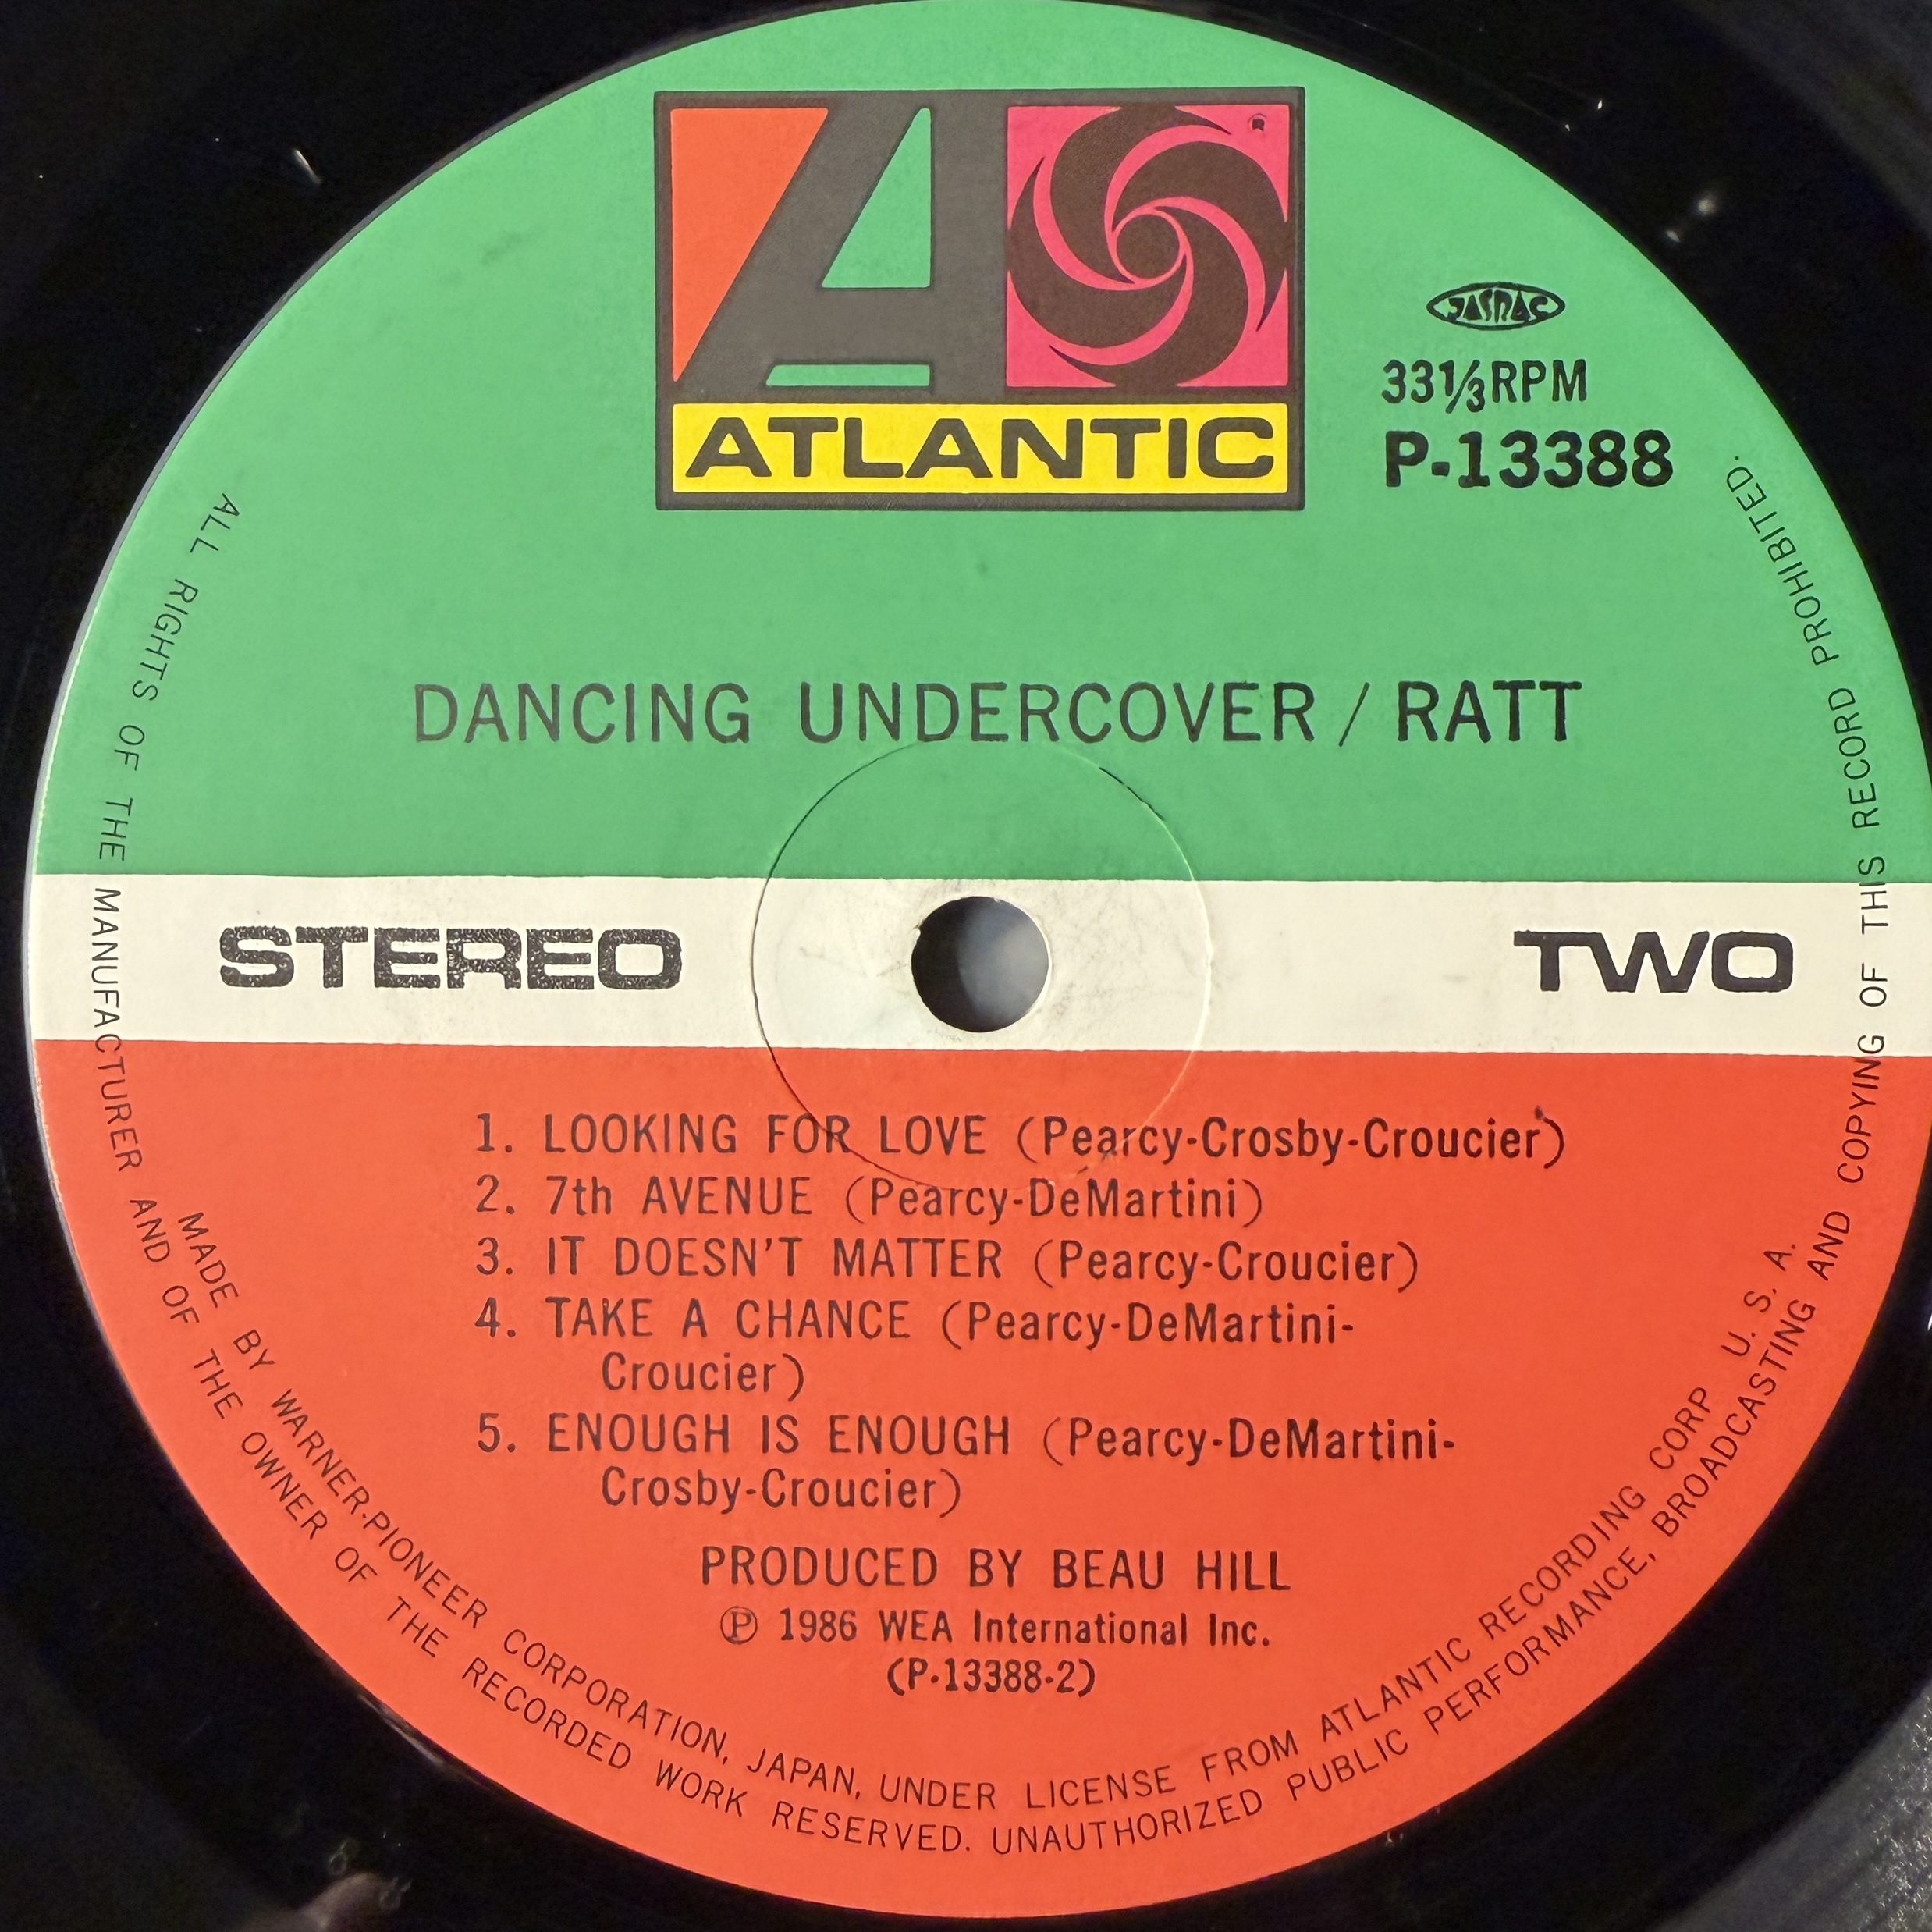 ATLANTIC
JASRAC
33⅓RPM
P-13388
DANCING UNDERCOVER / RATT
STEREO
TWO
1. LOOKING FOR LOVE (Pearcy-Crosby-Croucier)
2. 7th AVENUE (Pearcy-DeMartini)
3. IT DOESN'T MATTER (Pearcy-Croucier)
4. TAKE A CHANCE (Pearcy-DeMartini-
Croucier)
5. ENOUGH IS ENOUGH (Pearcy-DeMartini-
Crosby-Croucier)
PRODUCED BY BEAU HILL
Ⓟ 1986 WEA International Inc.
(P-13388-2)
MADE BY WARNER-PIONEER CORPORATION, JAPAN, UNDER LICENSE FROM ATLANTIC RECORDING CORP U. S. A.
ALL RIGHTS OF THE MANUFACTURER AND OF THE OWNER OF THE RECORDED WORK RESERVED. UNAUTHORIZED PUBLIC PERFORMANCE, BROADCASTING AND COPYING OF THIS RECORD PROHIBITED.